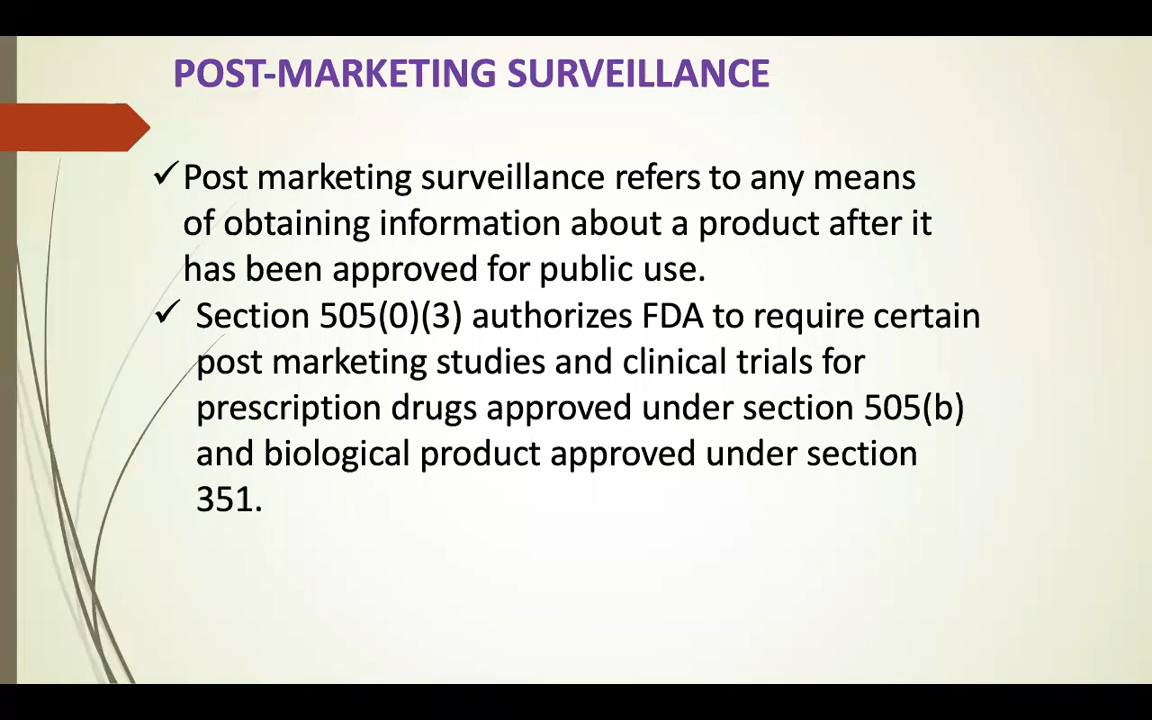 POST-MARKETING SURVEILLANCE
✓Post marketing surveillance refers to any means
of obtaining information about a product after it
has been approved for public use.
✓ Section 505(0)(3) authorizes FDA to require certain
post marketing studies and clinical trials for
prescription drugs approved under section 505(b)
and biological product approved under section
351.